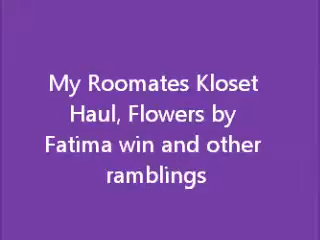 My Roomates Kloset
Haul, Flowers by
Fatima win and other
ramblings